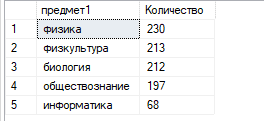 предмет1 Количество
1 физика 230
2 физкультура 213
3 биология 212
4 обществознание 197
5 информатика 68